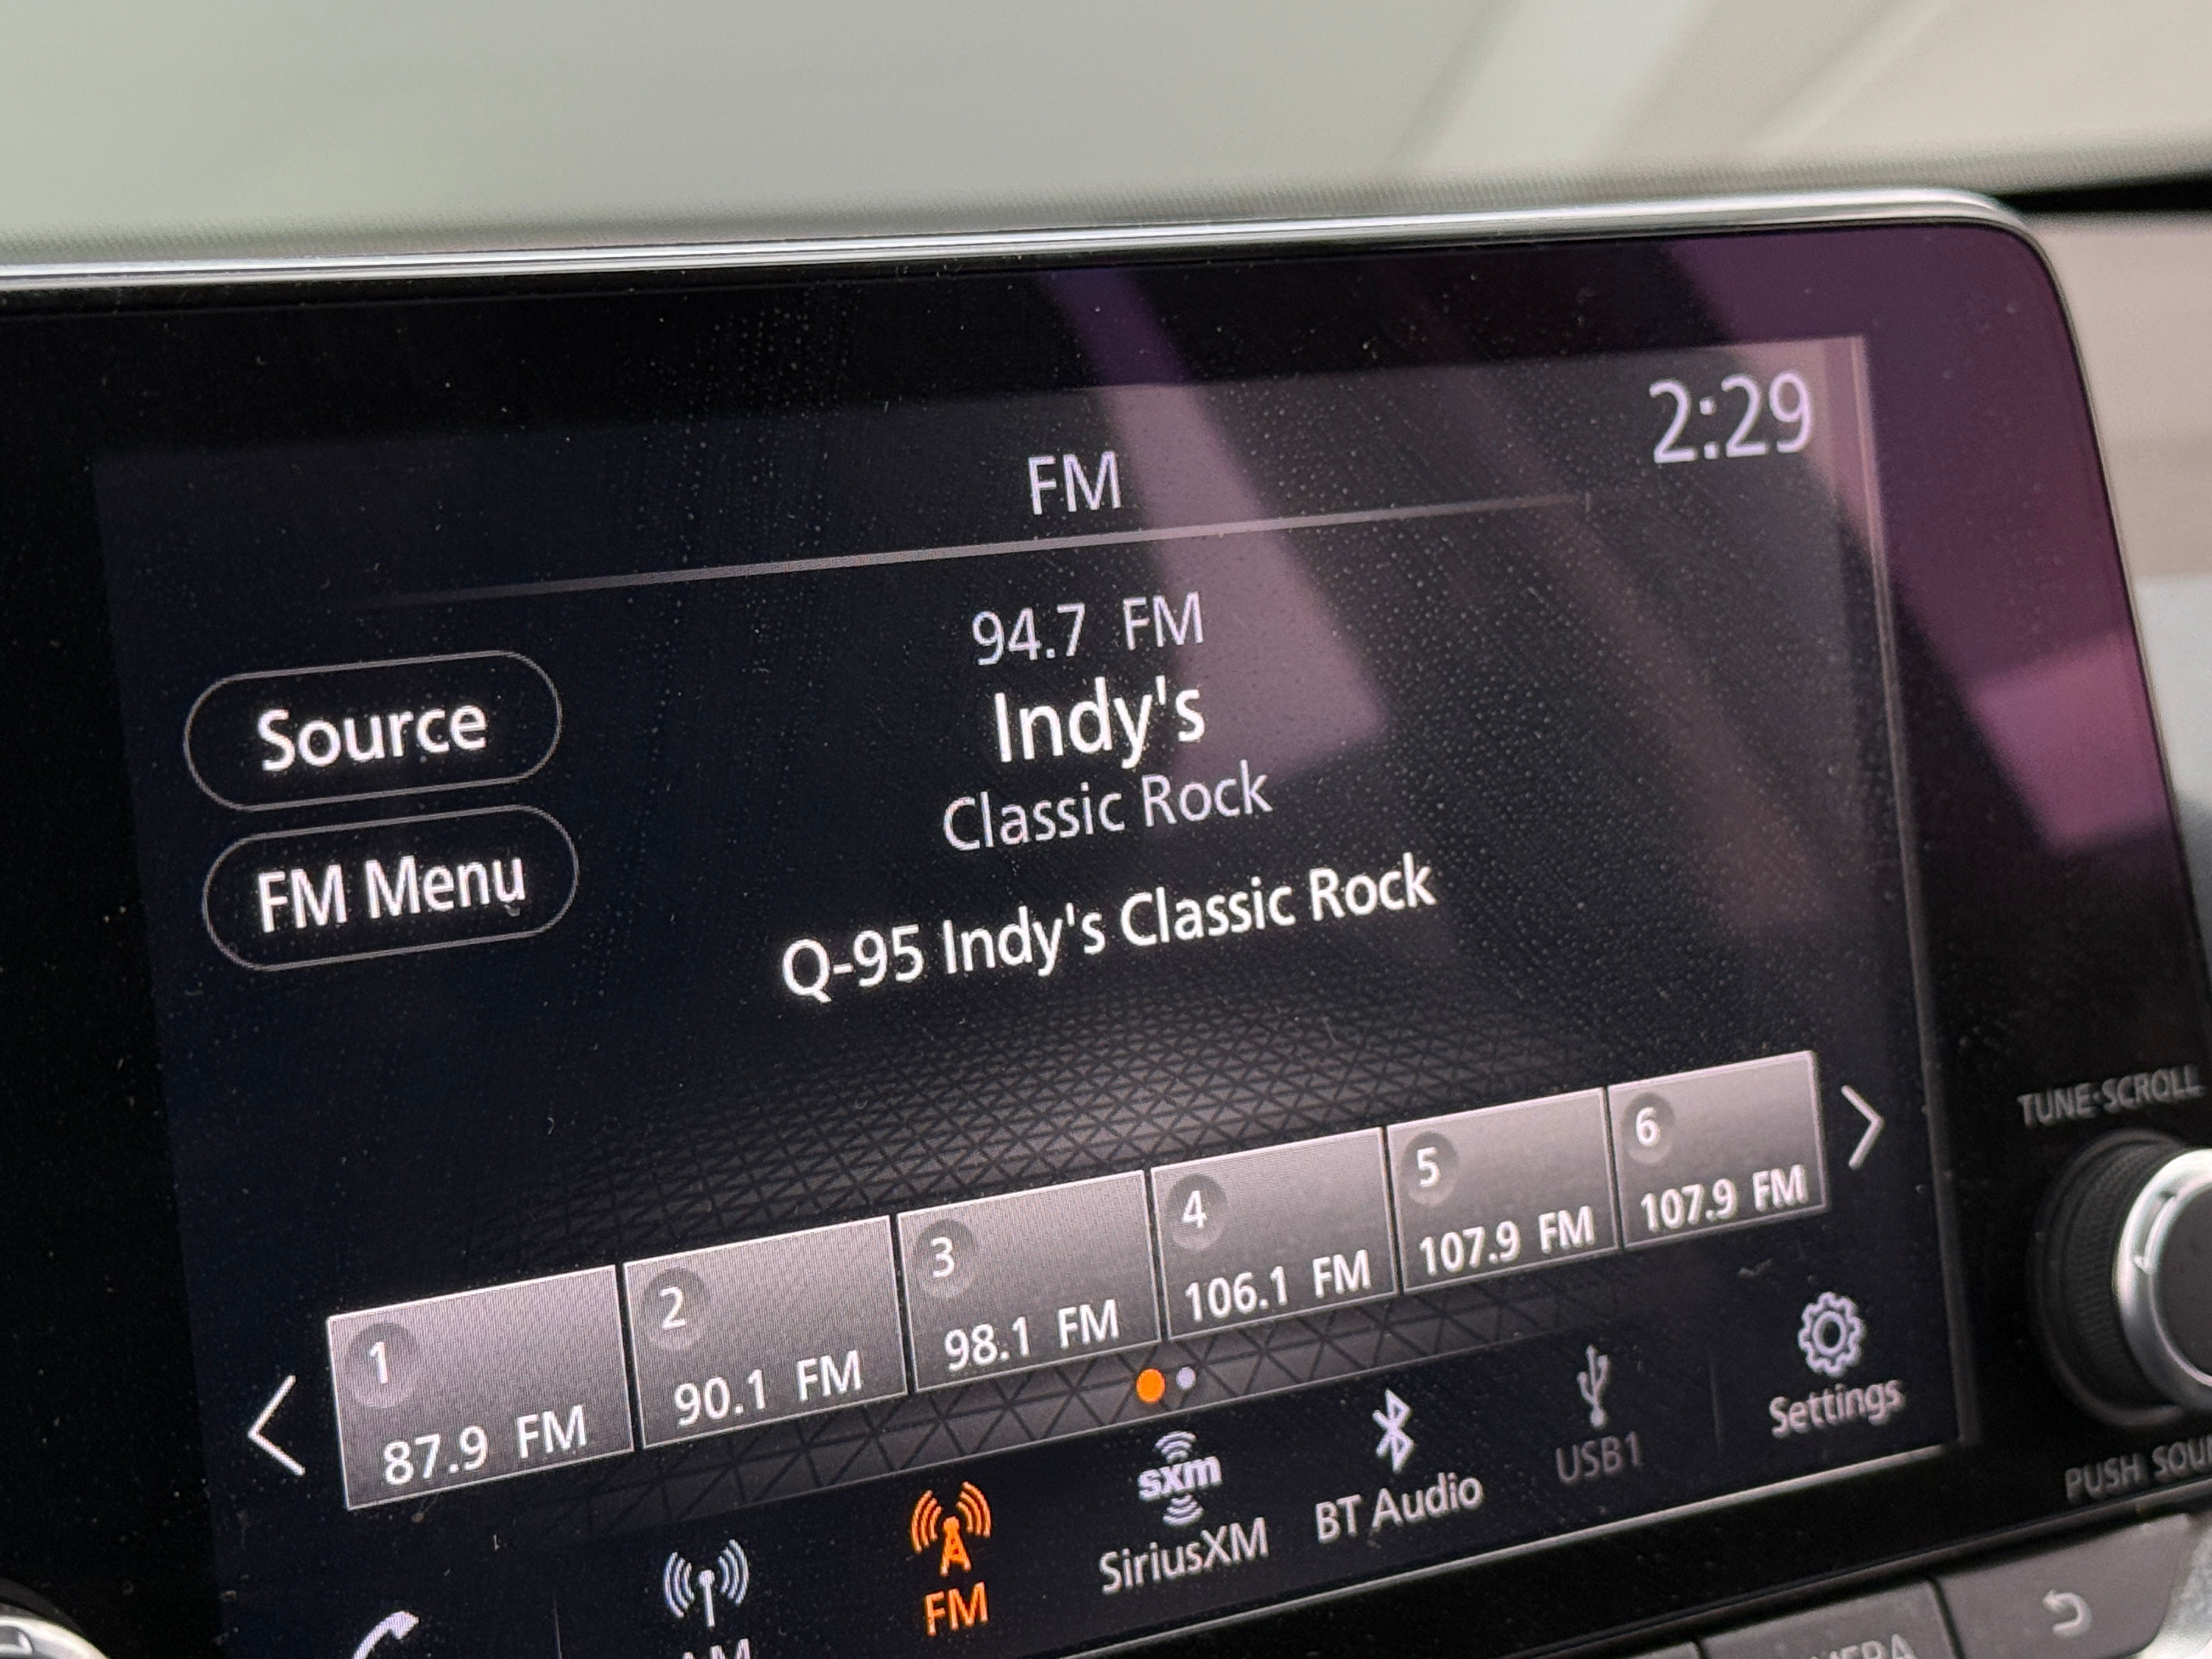 2:29
FM
94.7 FM
Indy's
Classic Rock
Q-95 Indy's Classic Rock
Source
FM Menu
1
87.9 FM
2
90.1 FM
3
98.1 FM
4
106.1 FM
5
107.9 FM
6
107.9 FM
TUNE·SCROLL
PUSH
AM
FM
sxm
SiriusXM
BT Audio
USB1
Settings